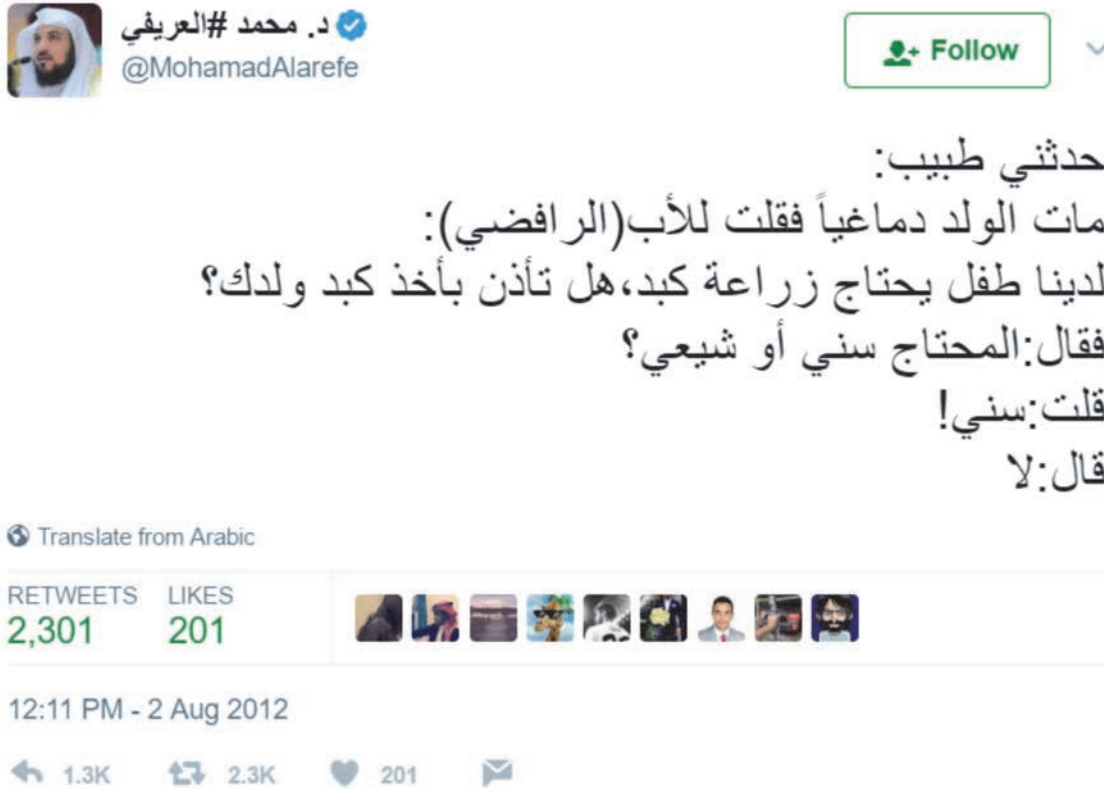 د. محمد #العريفي
@MohamadAlarefe
Follow
حدثني طبيب:
مات الولد دماغياً فقلت للأب(الرافضي):
لدينا طفل يحتاج زراعة كبد،هل تأذن بأخذ كبد ولدك؟
فقال:المحتاج سني أو شيعي؟
قلت:سني!
قال:لا
Translate from Arabic
RETWEETS LIKES
2,301 201
12:11 PM - 2 Aug 2012
1.3K 2.3K 201